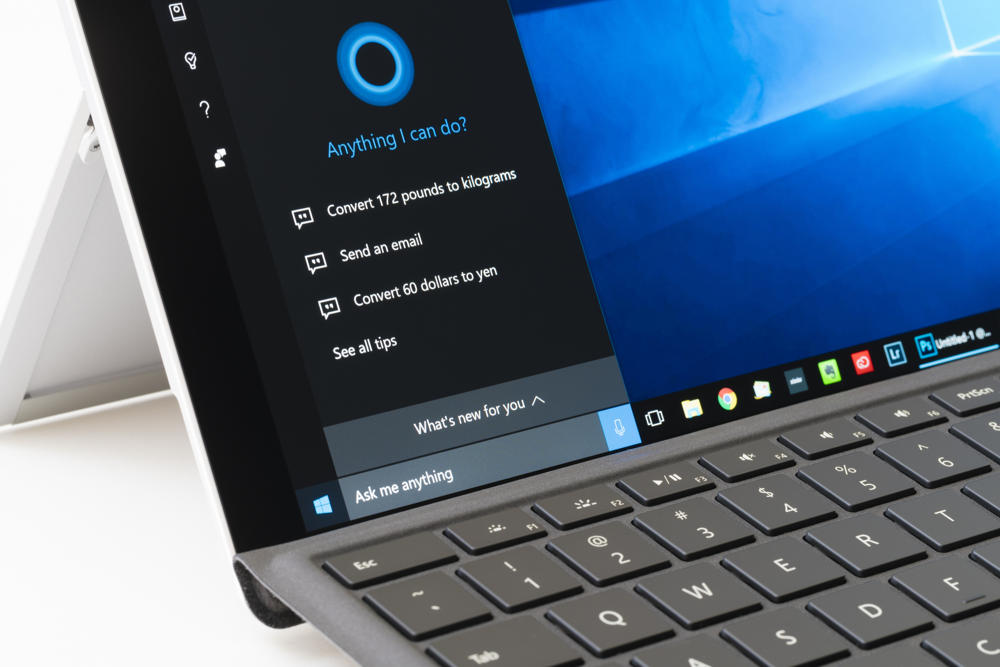 Anything I can do?
Convert 172 pounds to kilograms
Send an email
Convert 60 dollars to yen
See all tips
What's new for you
Ask me anything
zinio
Lr
Ps Untitled-1 @...
PrtScn
Esc
F1
F2
F3
F4
F5
F6
~ `
! 1
@ 2
# 3
$ 4
% 5
^ 6
&
Tab
Q
W
E
R
T
A
S
D
F
C